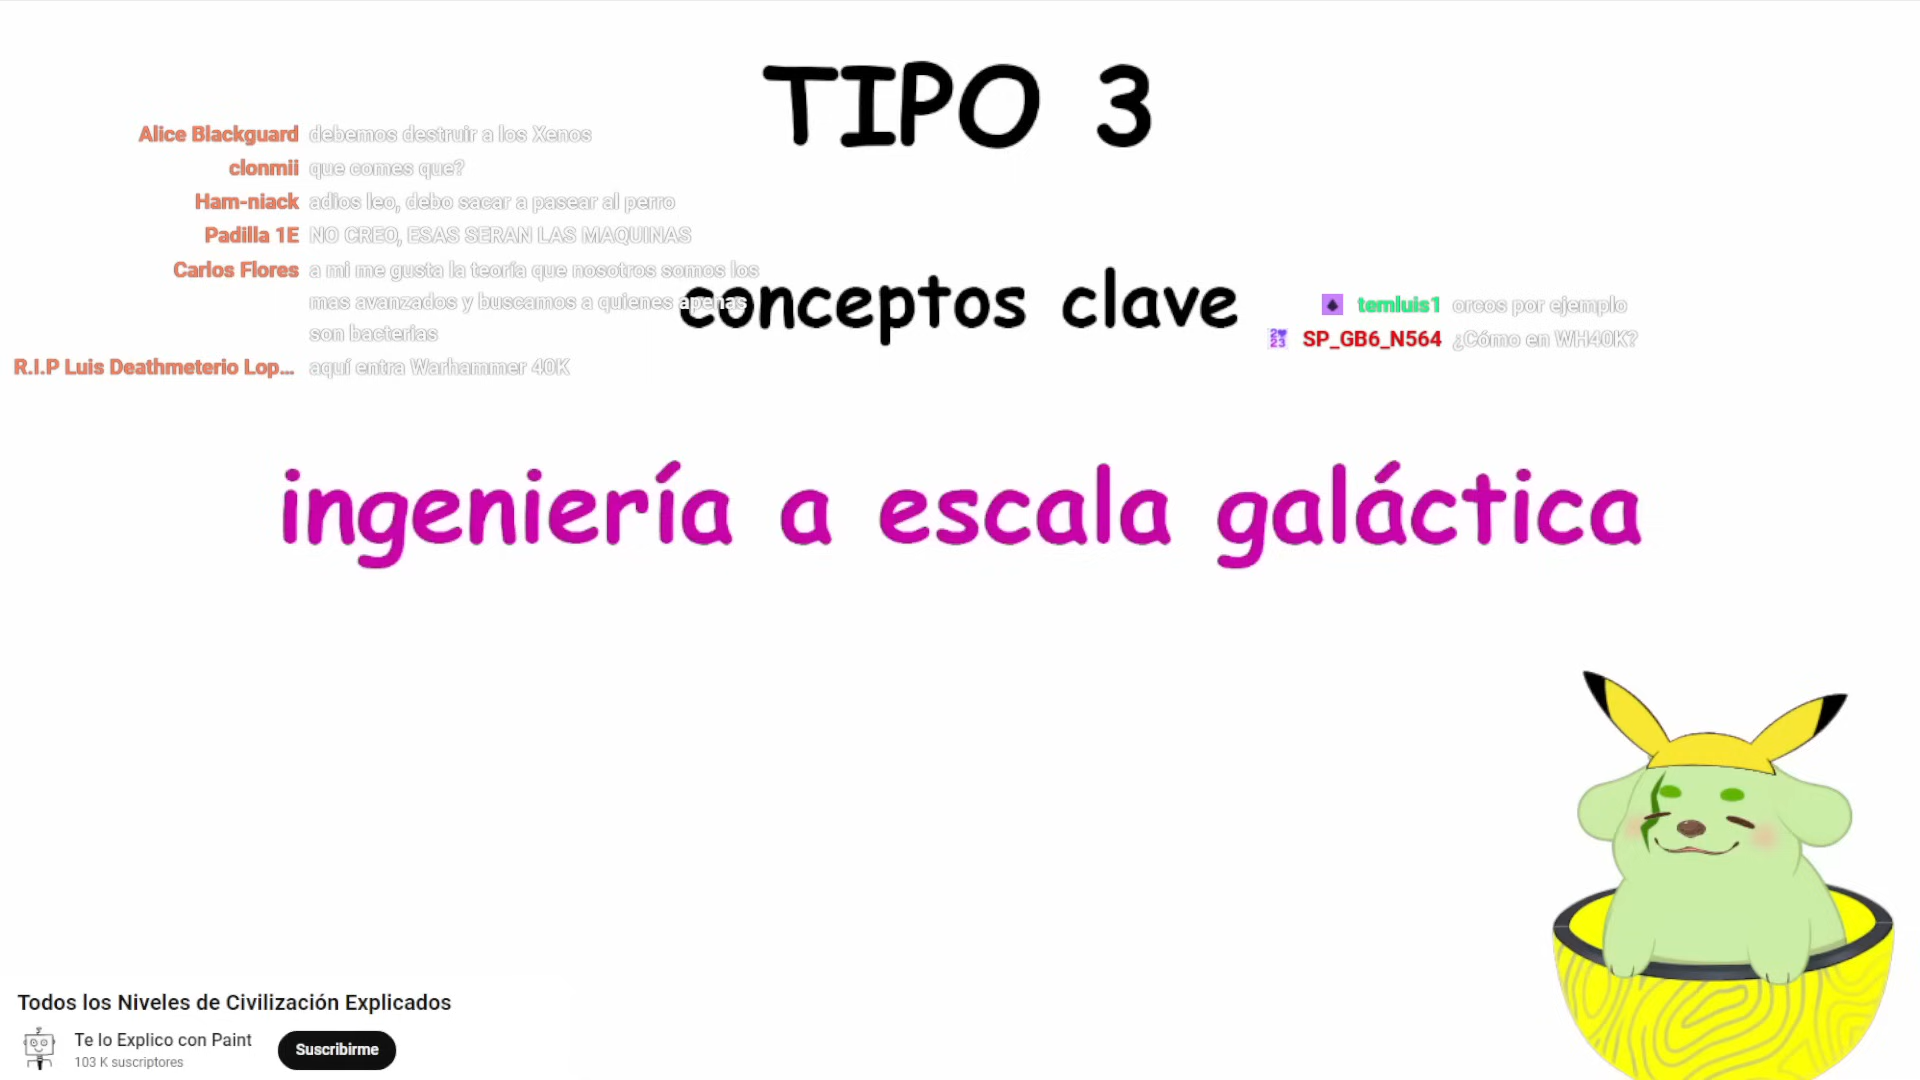 TIPO 3
Alice Blackguard debemos destruir a los Xenos
clonmii que comes que?
Ham-niack adios leo, debo sacar a pasear al perro
Padilla 1E NO CREO, ESAS SERAN LAS MAQUINAS
Carlos Flores a mi me gusta la teoría que nosotros somos los
mas avanzados y buscamos a quienes apenas
son bacterias
R.I.P Luis Deathmeterio Lop... aquí entra Warhammer 40K
conceptos clave
temluis1 orcos por ejemplo
2023 SP_GB6_N564 ¿Cómo en WH40K?
ingeniería a escala galáctica
Todos los Niveles de Civilización Explicados
Te lo Explico con Paint
103 K suscriptores
Suscribirme